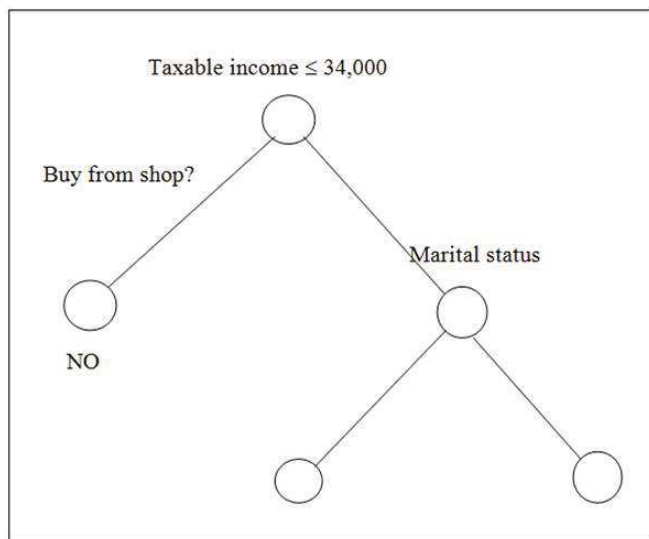 Taxable income ≤ 34,000
Buy from shop?
Marital status
NO